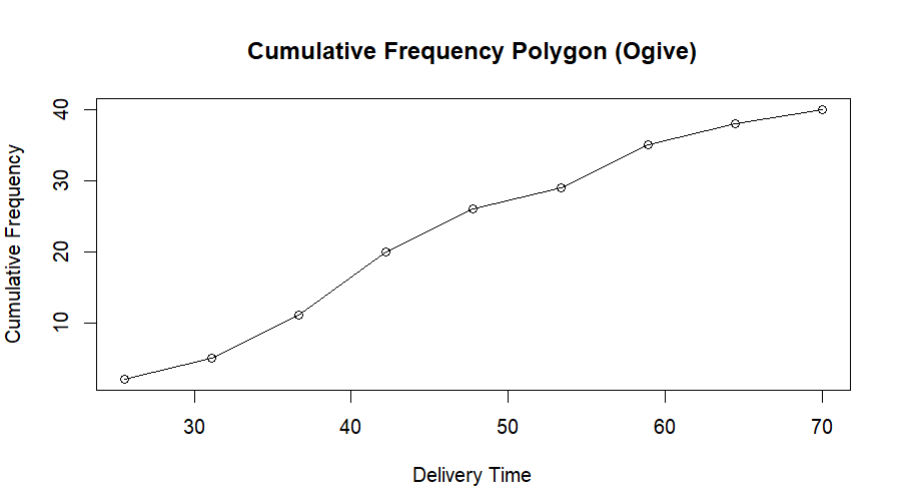 Cumulative Frequency Polygon (Ogive)
40
30
20
10
Cumulative Frequency
30 40 50 60 70
Delivery Time